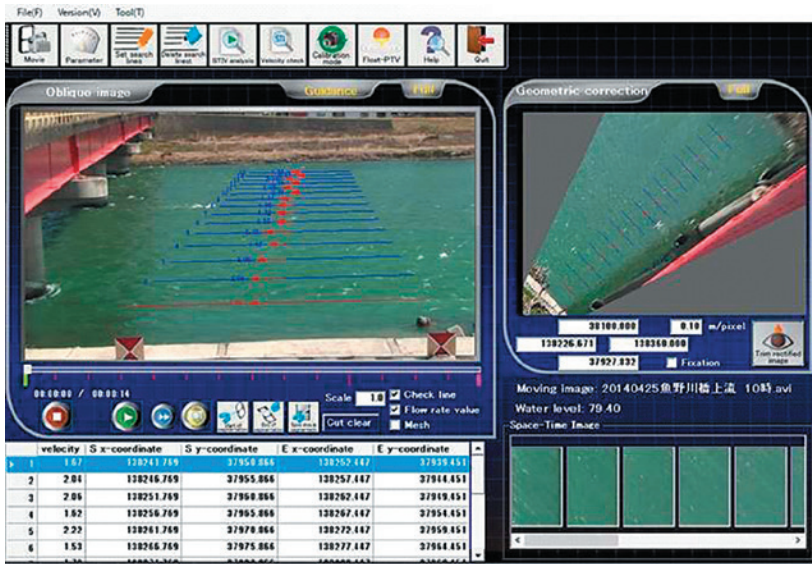 File(F) Version(V) Tool(T)
Movie
Parameter
Set search lines
Delete search lines
STIV analysis
Velocity check
Calibration mode
Float-PTV
Help
Quit
Oblique image Guidance Full
Geometric correction Full
38100.000 0.10 m/pixel
138226.671 138360.000
37927.832 Fixation
Trim rectified image
00:00:00 / 00:00:14
Scale 1.0 Check line
Flow rate value
Cut clear Mesh
Moving image: 20140425魚野川橋上流 10時.avi
Water level: 79.40
Space-Time Image
velocity S x-coordinate S y-coordinate E x-coordinate E y-coordinate
1 1.67 138241.769 37950.866 138252.447 37939.451
2 2.04 138246.769 37955.866 138257.447 37944.451
3 2.06 138251.769 37960.866 138262.447 37949.451
4 1.62 138256.769 37965.866 138267.447 37954.451
5 2.22 138261.769 37970.866 138272.447 37959.451
6 1.53 138266.769 37975.866 138277.447 37964.451